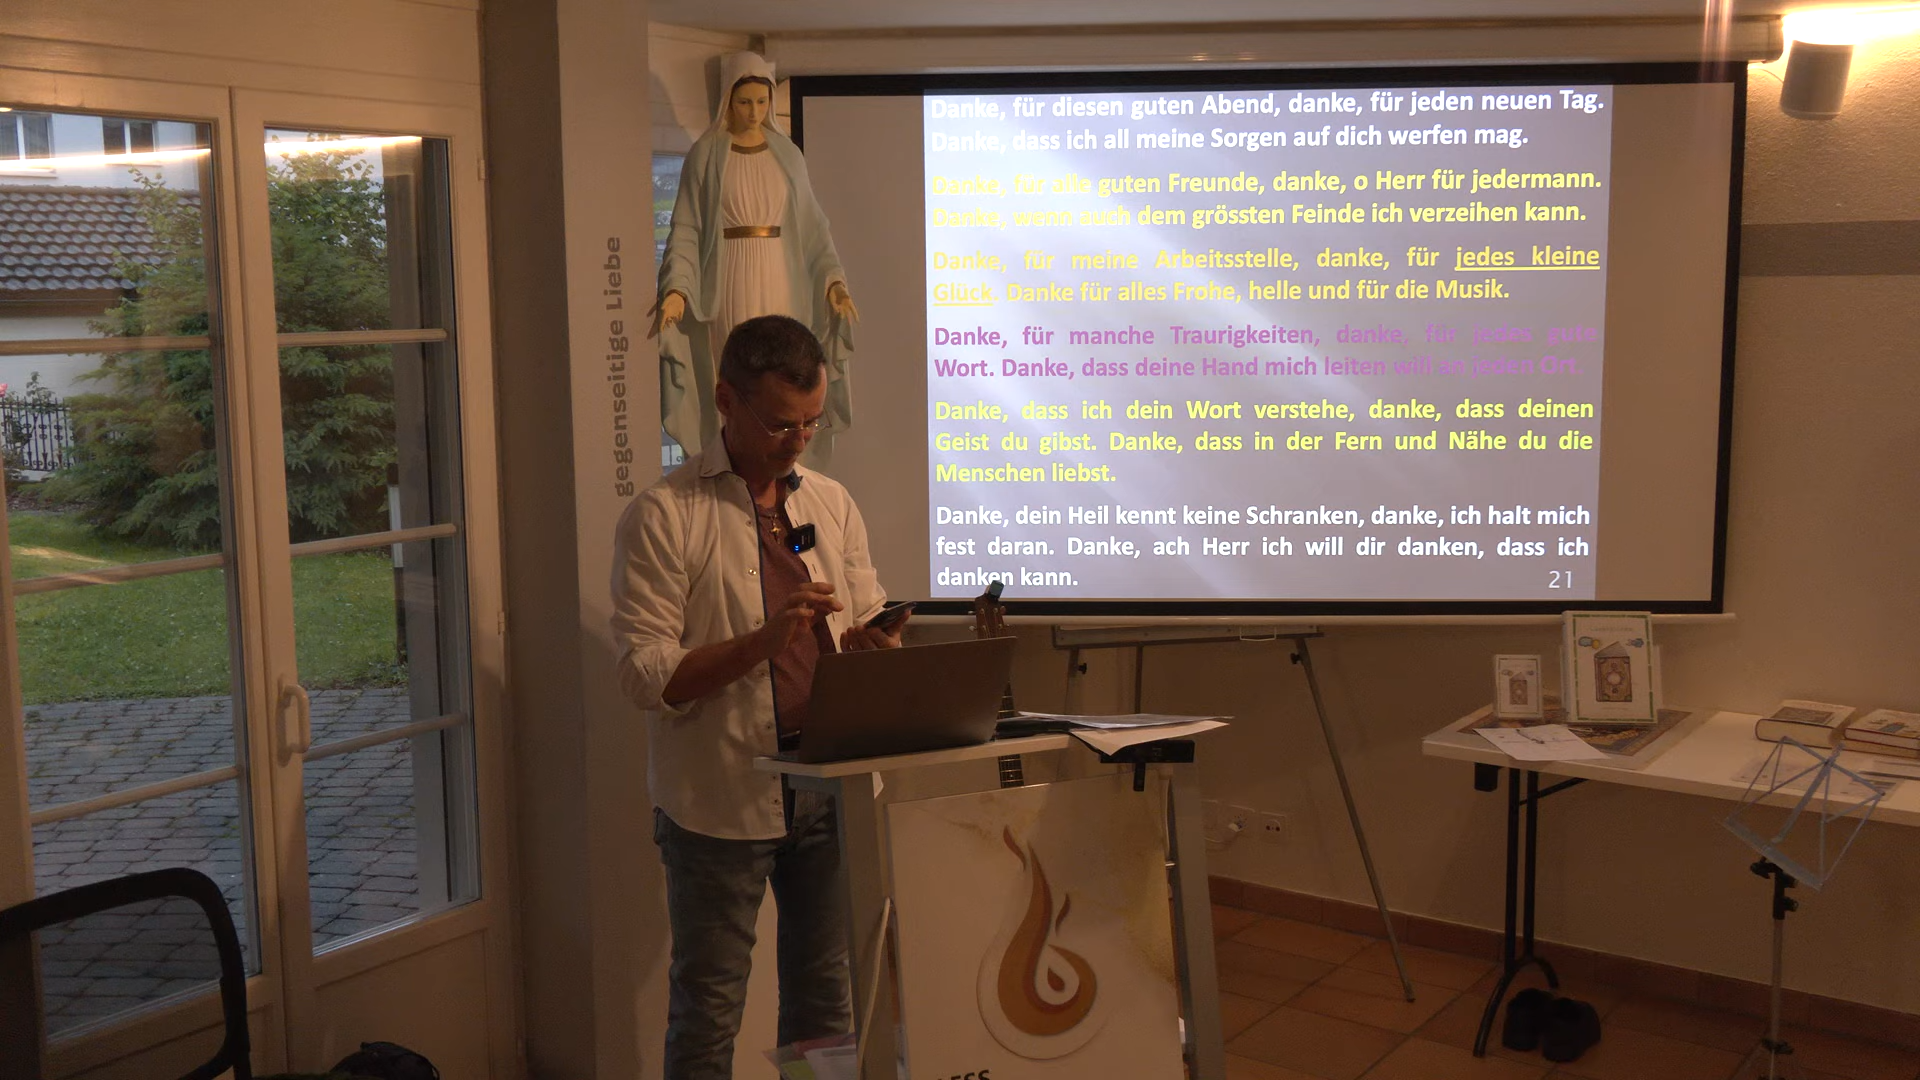 Danke, für diesen guten Abend, danke, für jeden neuen Tag.
Danke, dass ich all meine Sorgen auf dich werfen mag.
Danke, für alle guten Freunde, danke, o Herr für jedermann.
Danke, wenn auch dem grössten Feinde ich verzeihen kann.
Danke, für meine Arbeitsstelle, danke, für jedes kleine
Glück. Danke für alles Frohe, helle und für die Musik.
Danke, für manche Traurigkeiten, danke, für jedes gute
Wort. Danke, dass deine Hand mich leiten will an jeden Ort.
Danke, dass ich dein Wort verstehe, danke, dass deinen
Geist du gibst. Danke, dass in der Fern und Nähe du die
Menschen liebst.
Danke, dein Heil kennt keine Schranken, danke, ich halt mich
fest daran. Danke, ach Herr ich will dir danken, dass ich
danken kann.
21
gegenseitige Liebe